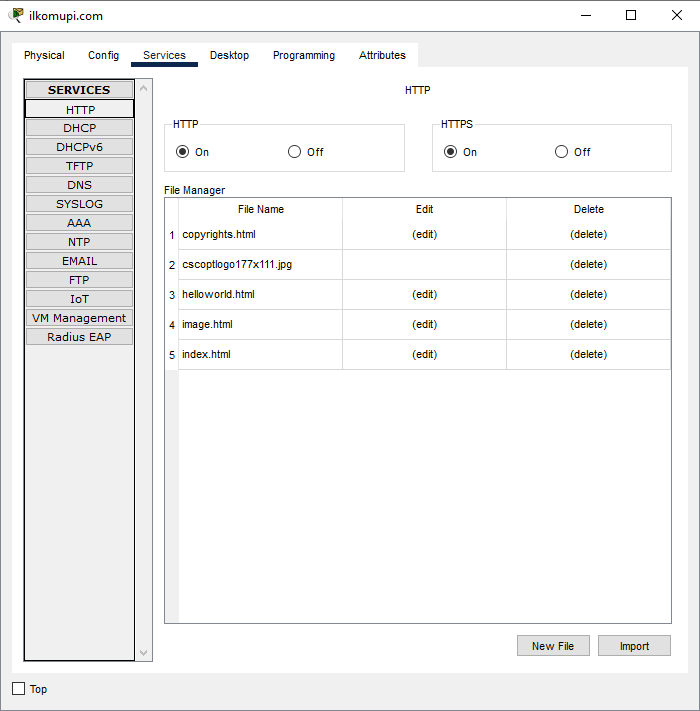 ilkomupi.com
Physical Config Services Desktop Programming Attributes
SERVICES
HTTP
DHCP
DHCPv6
TFTP
DNS
SYSLOG
AAA
NTP
EMAIL
FTP
IoT
VM Management
Radius EAP
HTTP
HTTP
On Off
HTTPS
On Off
File Manager
File Name Edit Delete
1 copyrights.html (edit) (delete)
2 cscoptlogo177x111.jpg (delete)
3 helloworld.html (edit) (delete)
4 image.html (edit) (delete)
5 index.html (edit) (delete)
New File Import
Top